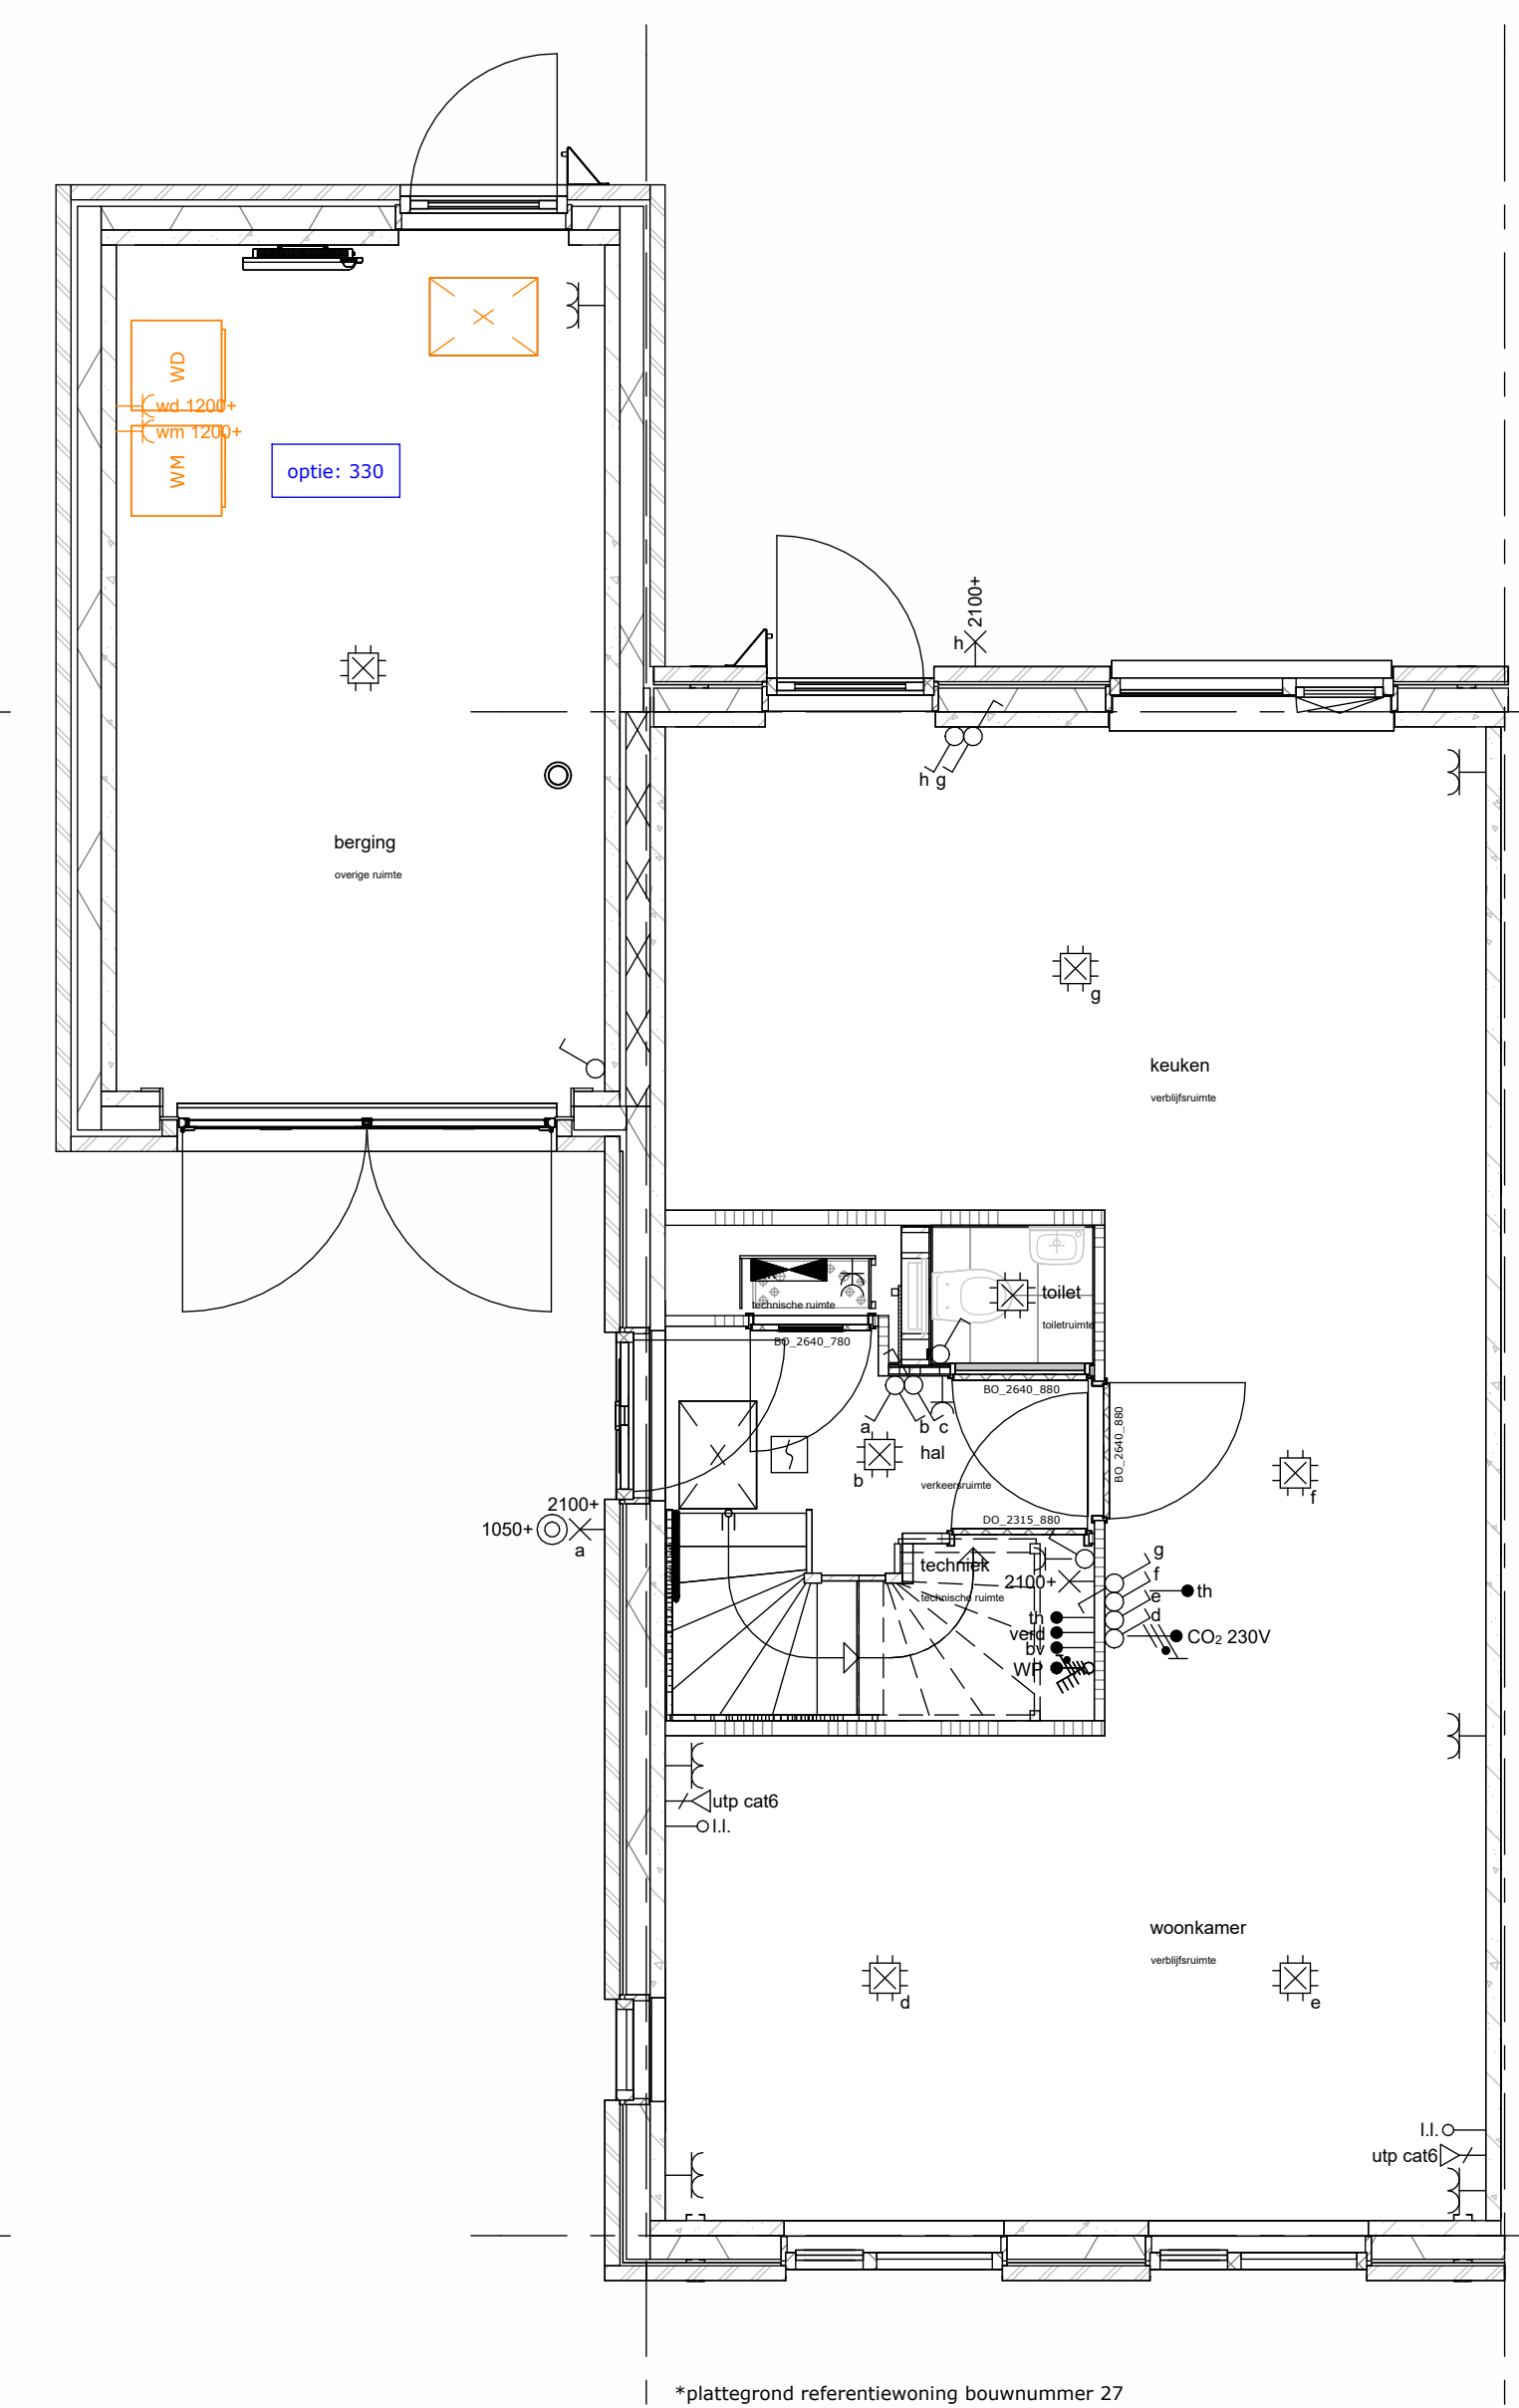 WD
wd 1200+
wm 1200+
WM
optie: 330
2100+
h
h g
berging
overige ruimte
g
keuken
verblijfsruimte
technische ruimte
BO_2640_780
toilet
toiletruimte
BO_2640_880
BO_2640_880
a
b c
hal
b
verkeersruimte
f
2100+
1050+
a
DO_2315_880
techniek
2100+
technische ruimte
g
f
e
d
th
th
verd
bv
WP
CO₂ 230V
utp cat6
l.l.
woonkamer
verblijfsruimte
d
e
l.l.
utp cat6
*plattegrond referentiewoning bouwnummer 27